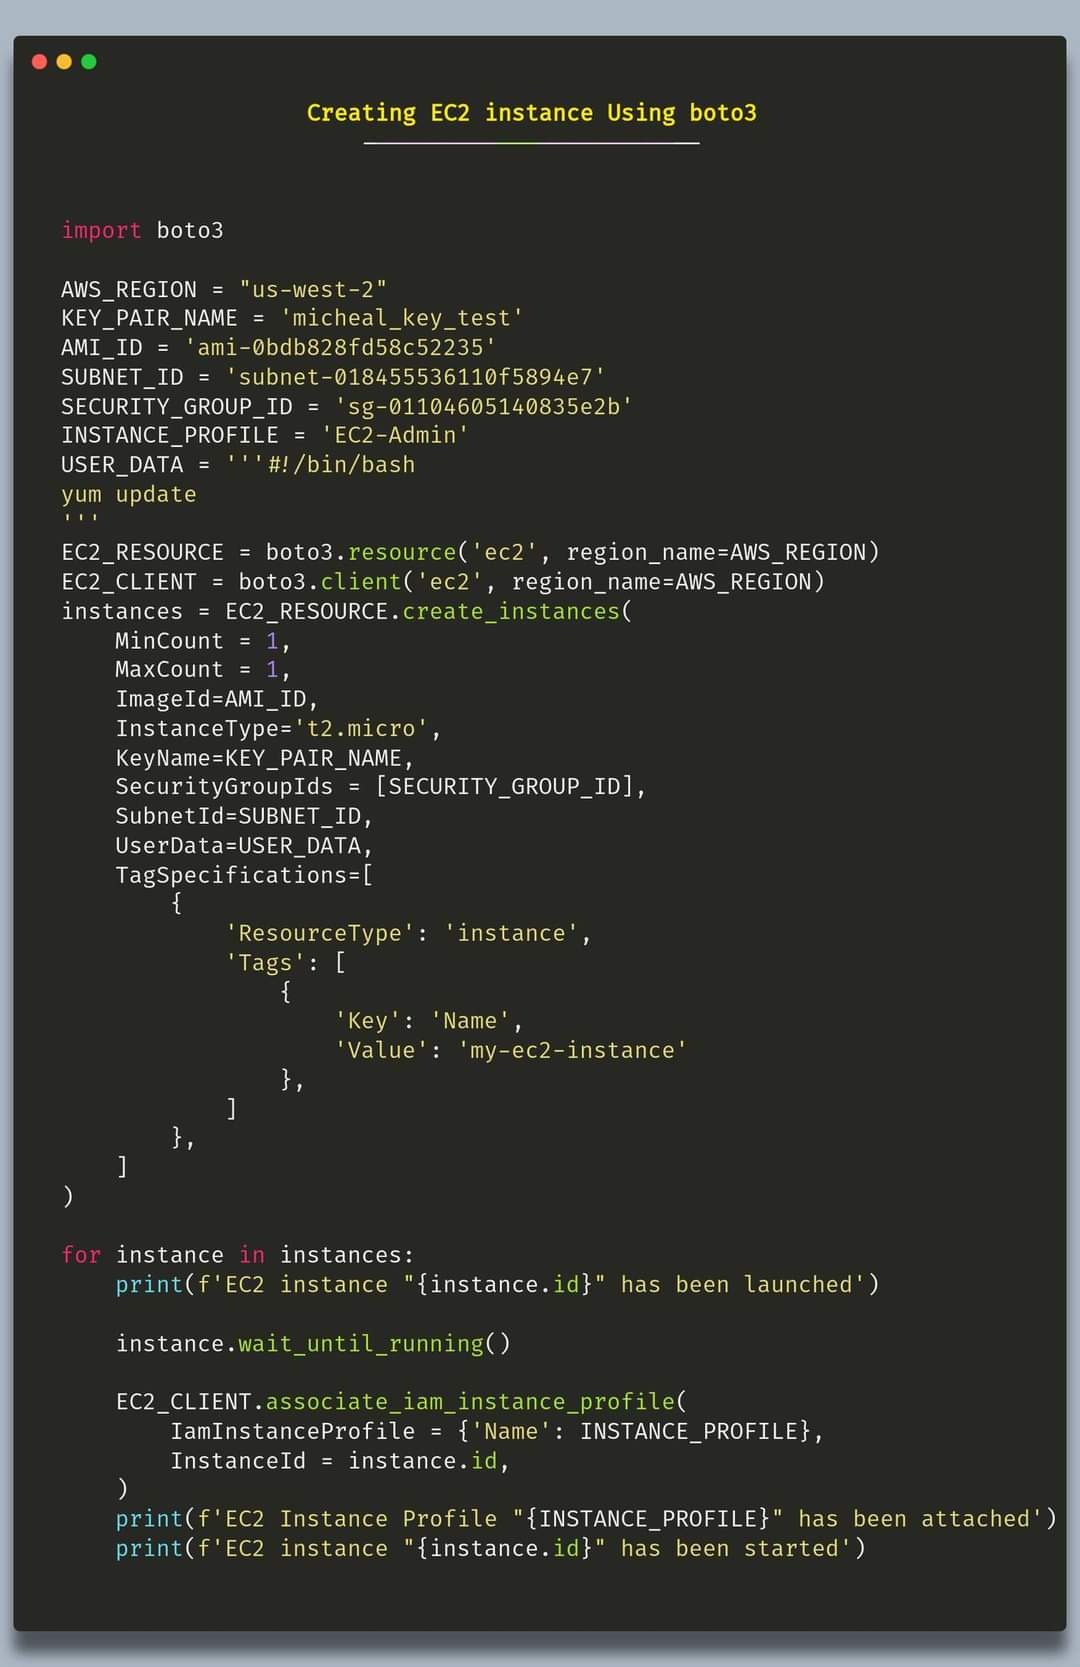 Creating EC2 instance Using boto3
import boto3
AWS_REGION = "us-west-2"
KEY_PAIR_NAME = 'micheal_key_test'
AMI_ID = 'ami-0bdb828fd58c52235'
SUBNET_ID = 'subnet-018455536110f5894e7'
SECURITY_GROUP_ID = 'sg-01104605140835e2b'
INSTANCE_PROFILE = 'EC2-Admin'
USER_DATA = '''#!/bin/bash
yum update
'''
EC2_RESOURCE = boto3.resource('ec2', region_name=AWS_REGION)
EC2_CLIENT = boto3.client('ec2', region_name=AWS_REGION)
instances = EC2_RESOURCE.create_instances(
    MinCount = 1,
    MaxCount = 1,
    ImageId=AMI_ID,
    InstanceType='t2.micro',
    KeyName=KEY_PAIR_NAME,
    SecurityGroupIds = [SECURITY_GROUP_ID],
    SubnetId=SUBNET_ID,
    UserData=USER_DATA,
    TagSpecifications=[
        {
            'ResourceType': 'instance',
            'Tags': [
                {
                    'Key': 'Name',
                    'Value': 'my-ec2-instance'
                },
            ]
        },
    ]
)
for instance in instances:
    print(f'EC2 instance "{instance.id}" has been launched')
    instance.wait_until_running()
    EC2_CLIENT.associate_iam_instance_profile(
        IamInstanceProfile = {'Name': INSTANCE_PROFILE},
        InstanceId = instance.id,
    )
    print(f'EC2 Instance Profile "{INSTANCE_PROFILE}" has been attached')
    print(f'EC2 instance "{instance.id}" has been started')